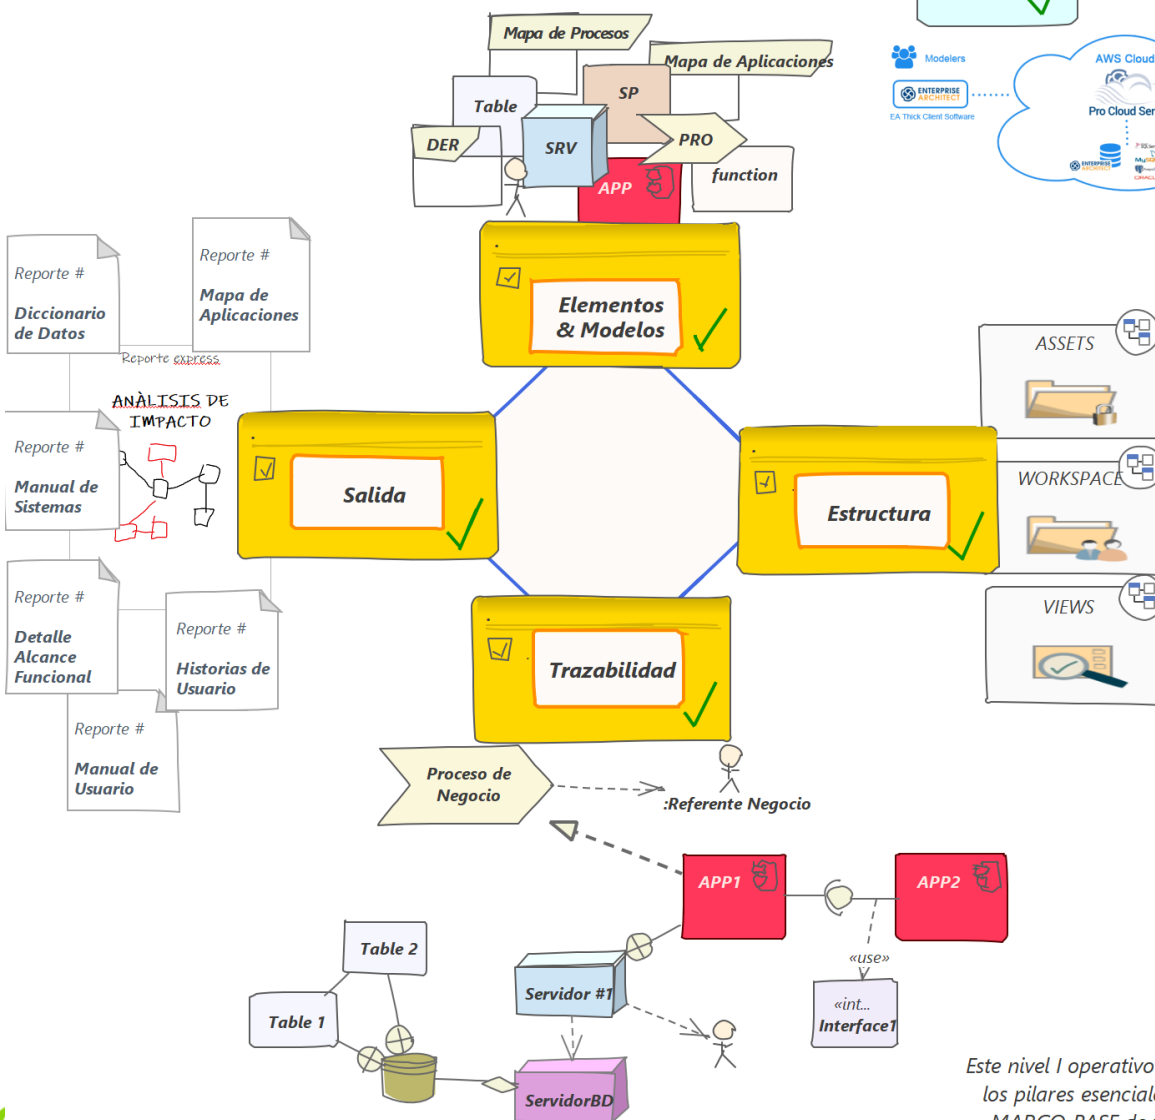 Mapa de Procesos
Mapa de Aplicaciones
Table
SP
DER
SRV
PRO
APP
function
Modelers
AWS Cloud
ENTERPRISE
ARCHITECT
Pro Cloud Ser
EA Thick Client Software
ENTERPRISE
ARCHITECT
Elementos
& Modelos
Reporte #
Diccionario
de Datos
Reporte #
Mapa de
Aplicaciones
Reporte express
ANÀLISIS DE
IMPACTO
Reporte #
Manual de
Sistemas
Salida
Estructura
ASSETS
WORKSPACE
VIEWS
Reporte #
Detalle
Alcance
Funcional
Reporte #
Historias de
Usuario
Reporte #
Manual de
Usuario
Trazabilidad
Proceso de
Negocio
:Referente Negocio
APP1
APP2
«use»
«int...
Interface1
Table 2
Table 1
Servidor #1
ServidorBD
Este nivel I operativo
los pilares esenciale